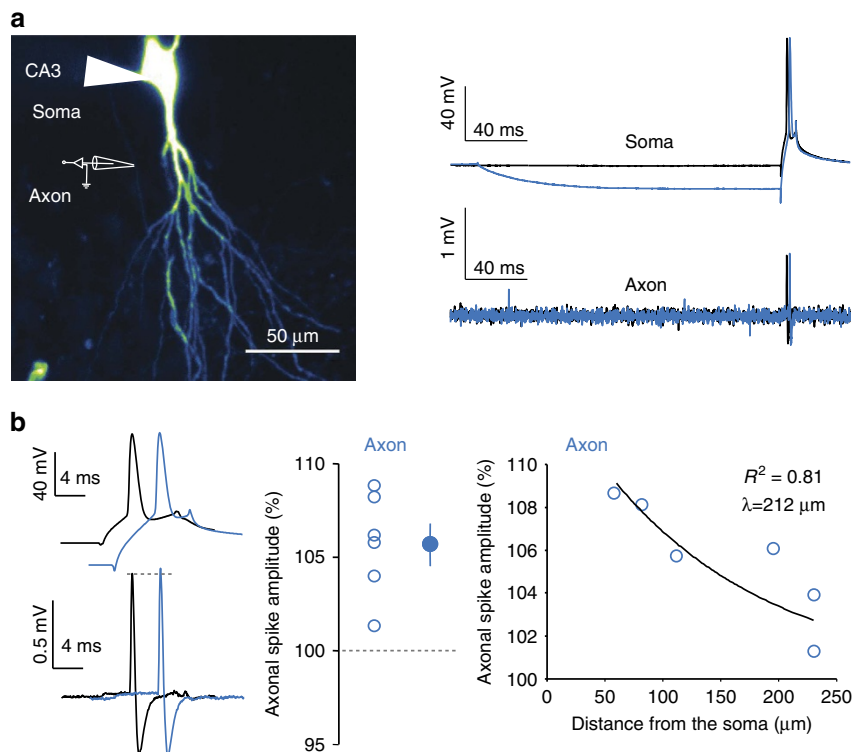 a
CA3
Soma
Axon
50 μm
40 mV
40 ms
Soma
1 mV
40 ms
Axon
b
40 mV
4 ms
0.5 mV
4 ms
Axon
Axonal spike amplitude (%)
110
105
100
95
Axon
Axonal spike amplitude (%)
110
108
106
104
102
100
R² = 0.81
λ=212 μm
0
50
100
150
200
250
Distance from the soma (μm)